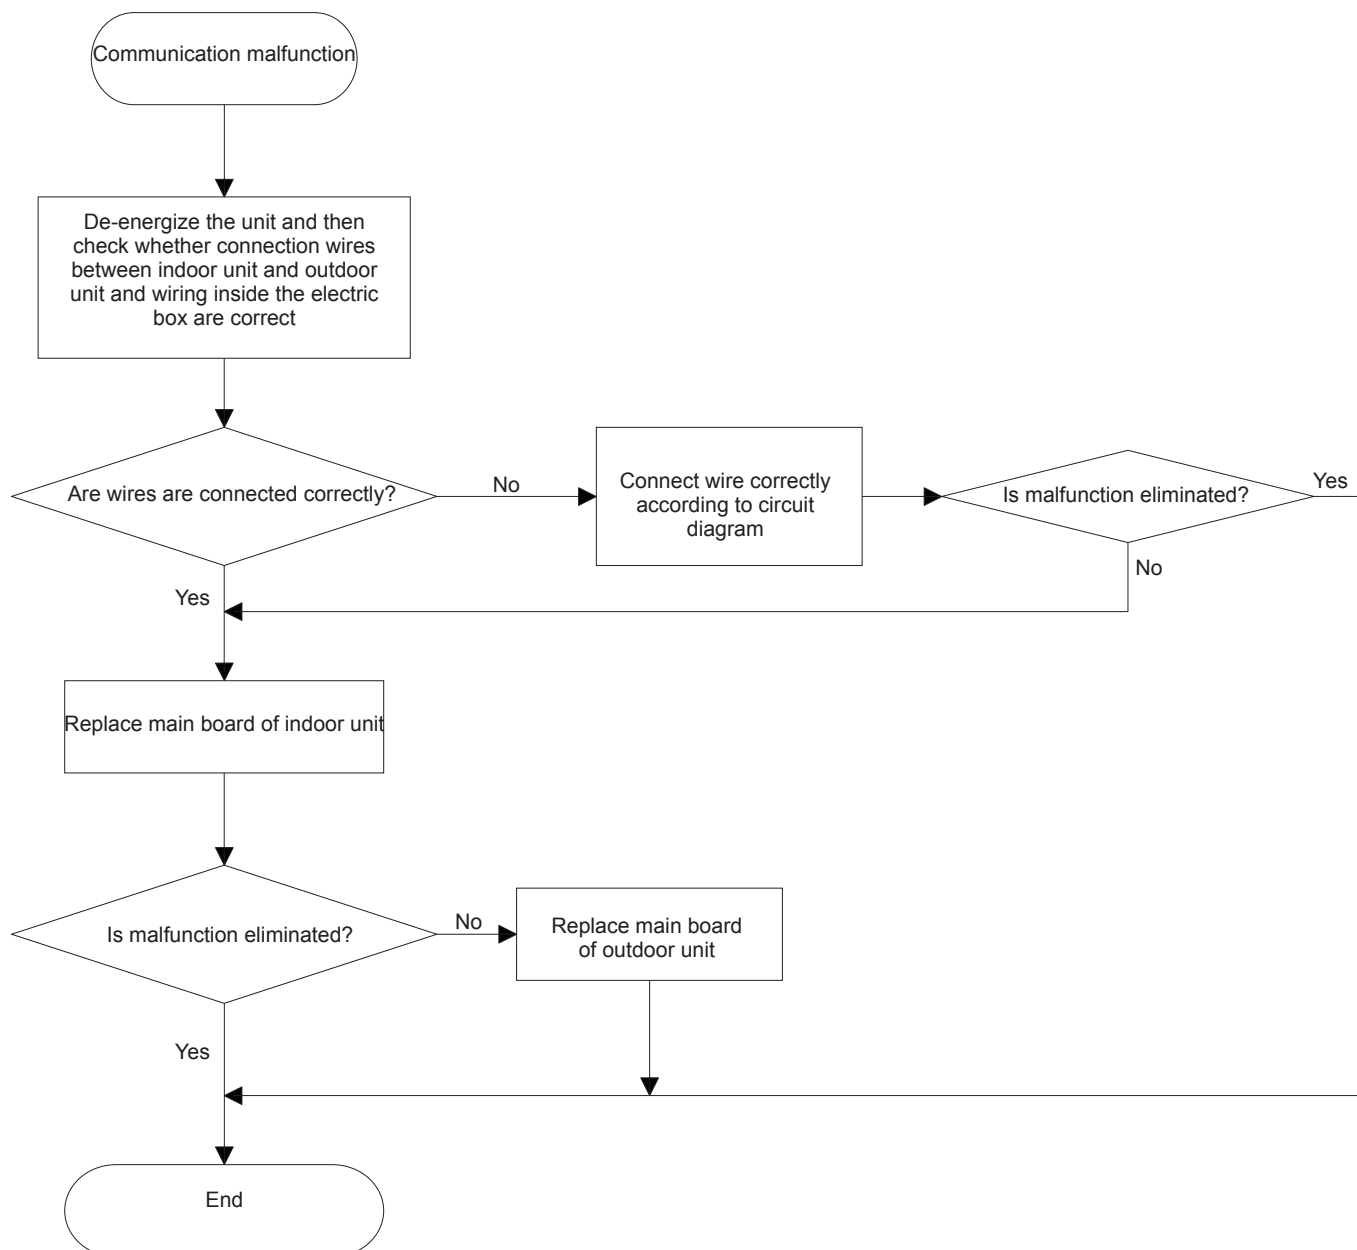 Communication malfunction
De-energize the unit and then
check whether connection wires
between indoor unit and outdoor
unit and wiring inside the electric
box are correct
Are wires are connected correctly?
No
Connect wire correctly
according to circuit
diagram
Is malfunction eliminated?
Yes
No
Yes
Replace main board of indoor unit
Is malfunction eliminated?
No
Replace main board
of outdoor unit
Yes
End